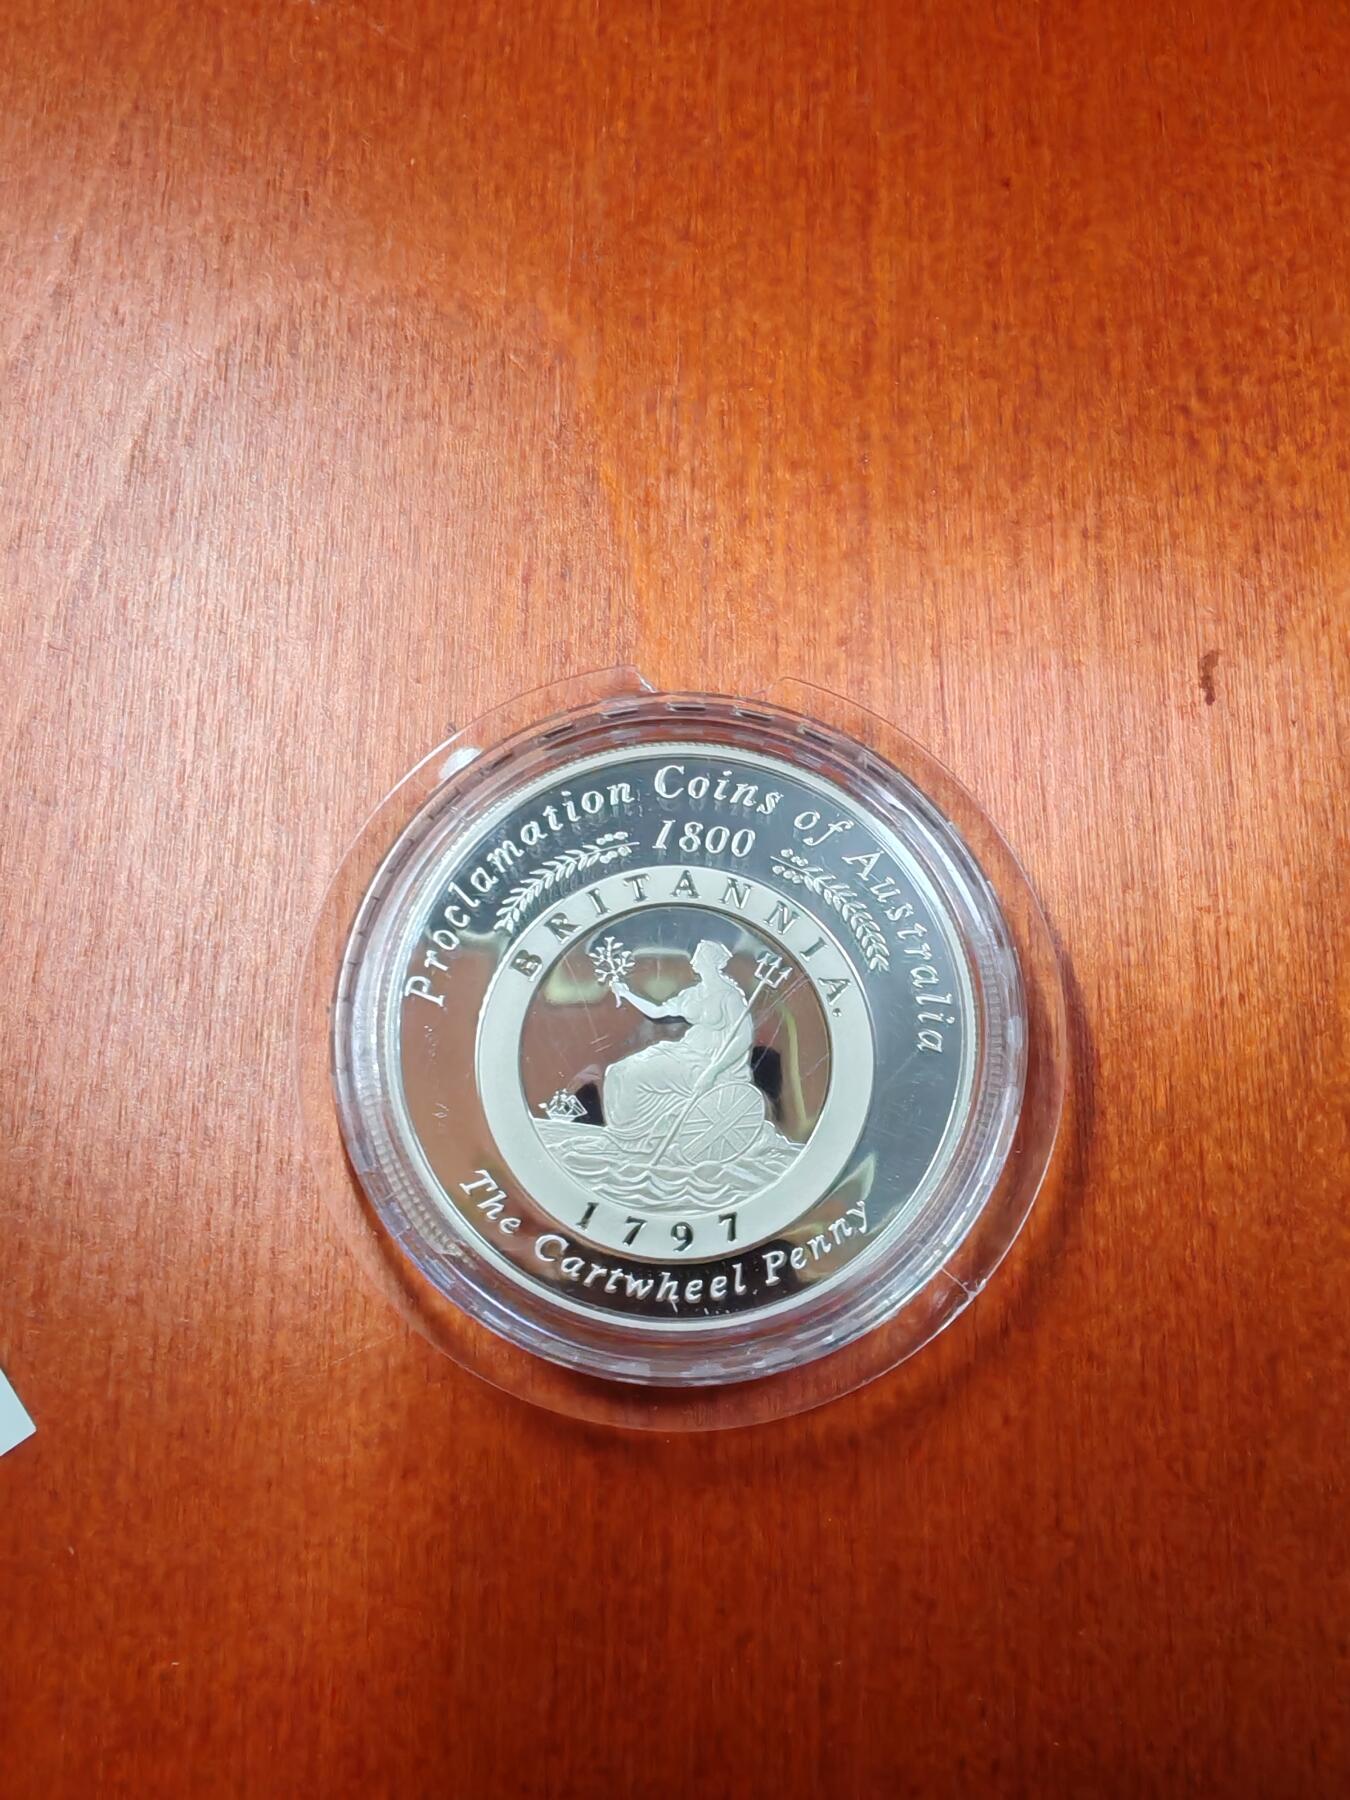 Proclamation Coins of Australia
1800
BRITANNIA.
1797
The Cartwheel Penny